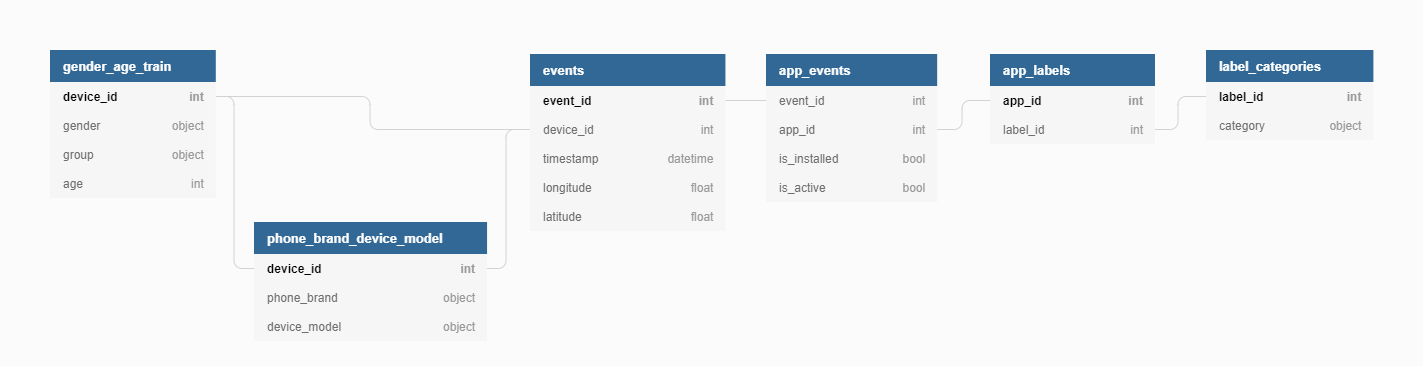 gender_age_train
device_id int
gender object
group object
age int
phone_brand_device_model
device_id int
phone_brand object
device_model object
events
event_id int
device_id int
timestamp datetime
longitude float
latitude float
app_events
event_id int
app_id int
is_installed bool
is_active bool
app_labels
app_id int
label_id int
label_categories
label_id int
category object